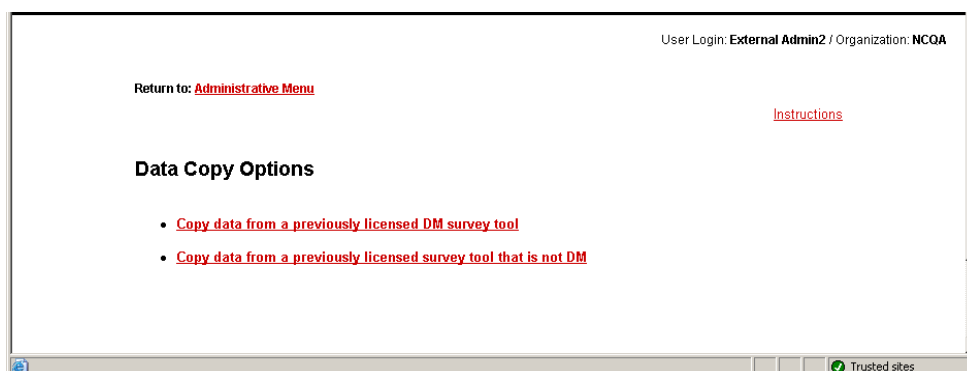 User Login: External Admin2 / Organization: NCQA
Return to: Administrative Menu
Instructions
Data Copy Options
• Copy data from a previously licensed DM survey tool
• Copy data from a previously licensed survey tool that is not DM
Trusted sites